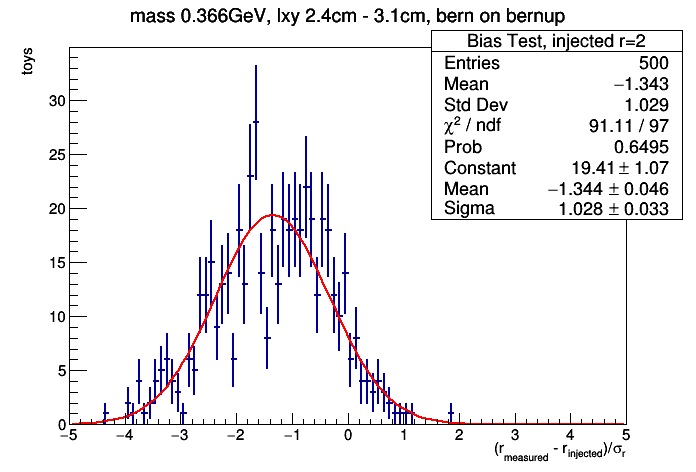 mass 0.366GeV, lxy 2.4cm - 3.1cm, bern on bernup
Bias Test, injected r=2
Entries 500
Mean −1.343
Std Dev 1.029
χ² / ndf 91.11 / 97
Prob 0.6495
Constant 19.41 ± 1.07
Mean −1.344 ± 0.046
Sigma 1.028 ± 0.033
toys
30
25
20
15
10
5
0
−5 −4 −3 −2 −1 0 1 2 3 4 5
(r_measured - r_injected)/σ_r